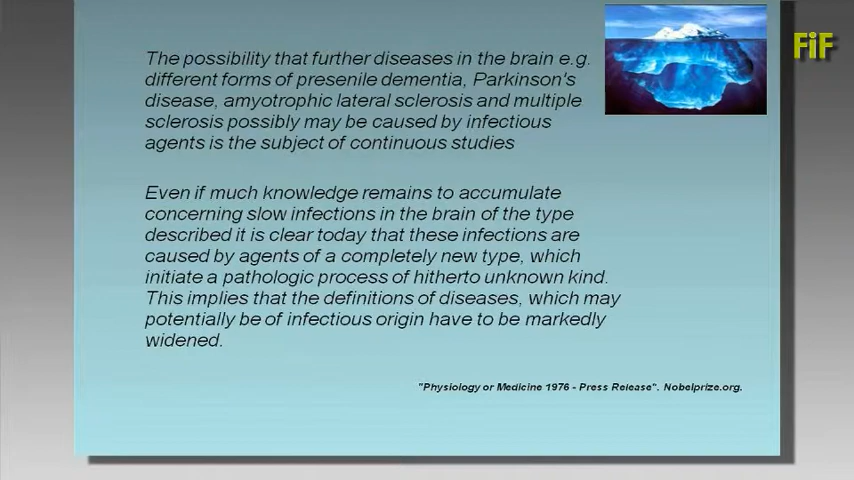 FiF
The possibility that further diseases in the brain e.g.
different forms of presenile dementia, Parkinson's
disease, amyotrophic lateral sclerosis and multiple
sclerosis possibly may be caused by infectious
agents is the subject of continuous studies
Even if much knowledge remains to accumulate
concerning slow infections in the brain of the type
described it is clear today that these infections are
caused by agents of a completely new type, which
initiate a pathologic process of hitherto unknown kind.
This implies that the definitions of diseases, which may
potentially be of infectious origin have to be markedly
widened.
"Physiology or Medicine 1976 - Press Release". Nobelprize.org.